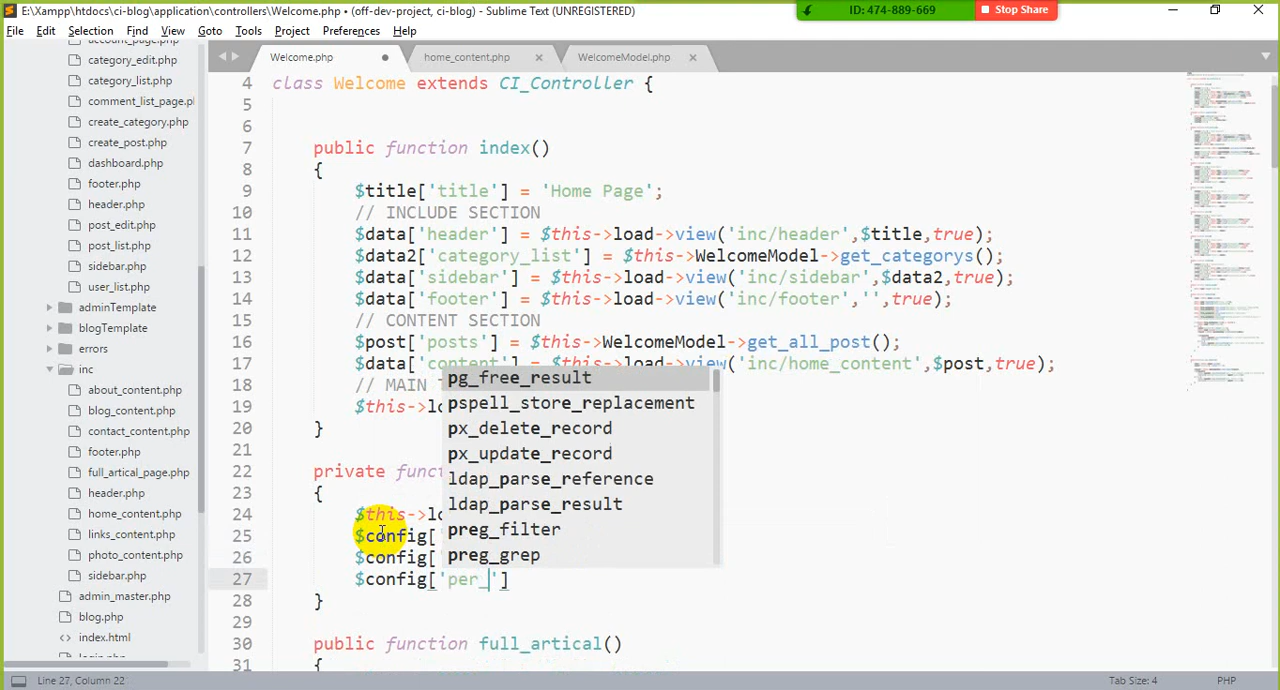 E:\Xampp\htdocs\ci-blog\application\controllers\Welcome.php • (off-dev-project, ci-blog) - Sublime Text (UNREGISTERED)
ID: 474-889-669
Stop Share
File Edit Selection Find View Goto Tools Project Preferences Help
Welcome.php
home_content.php
WelcomeModel.php
account_page.php
category_edit.php
category_list.php
comment_list_page.pl
create_category.php
create_post.php
dashboard.php
footer.php
header.php
post_edit.php
post_list.php
sidebar.php
user_list.php
adminTemplate
blogTemplate
errors
inc
about_content.php
blog_content.php
contact_content.php
footer.php
full_artical_page.php
header.php
home_content.php
links_content.php
photo_content.php
sidebar.php
admin_master.php
blog.php
index.html
4 class Welcome extends CI_Controller {
5
6
7 public function index()
8 {
9 $title['title'] = 'Home Page';
10 // INCLUDE SECTION
11 $data['header'] = $this->load->view('inc/header',$title,true);
12 $data2['category_list'] = $this->WelcomeModel->get_categorys();
13 $data['sidebar'] = $this->load->view('inc/sidebar',$data2,true);
14 $data['footer'] = $this->load->view('inc/footer','',true);
15 // CONTENT SECTION
16 $post['posts'] = $this->WelcomeModel->get_all_post();
17 $data['content'] = $this->load->view('inc/home_content',$post,true);
18 // MAIN
19 $this->lo
20 }
21
22 private func
23 {
24 $this->lo
25 $config['
26 $config['
27 $config['per_']
28 }
29
30 public function full_artical()
31 {
pg_free_result
pspell_store_replacement
px_delete_record
px_update_record
ldap_parse_reference
ldap_parse_result
preg_filter
preg_grep
Line 27, Column 22
Tab Size: 4
PHP